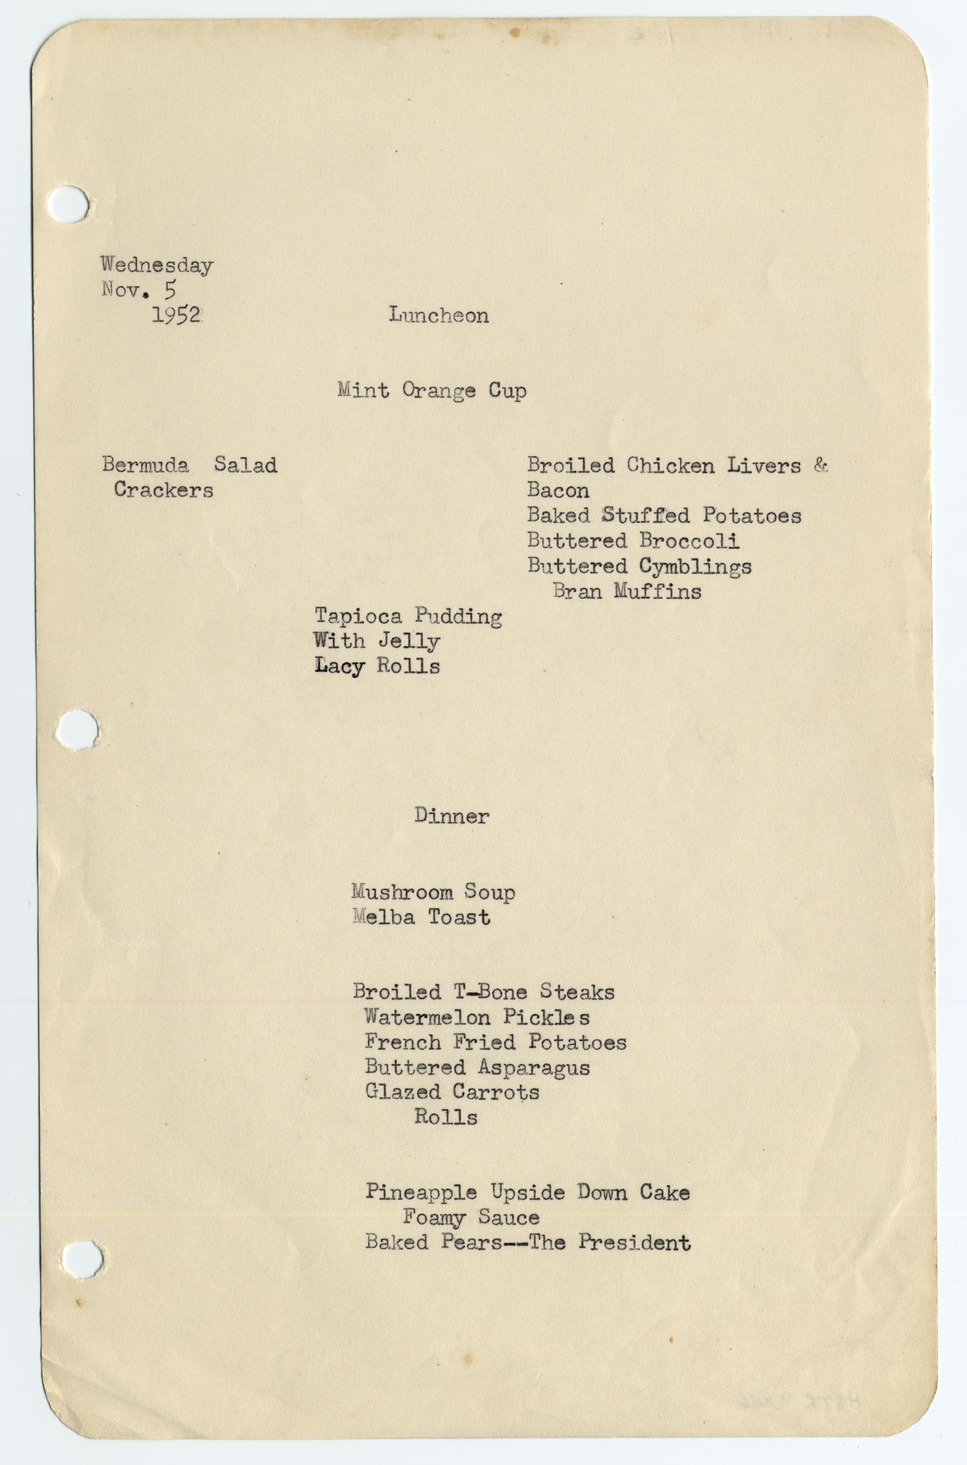 Wednesday
Nov. 5
1952
Luncheon
Mint Orange Cup
Bermuda Salad
Crackers
Broiled Chicken Livers &
Bacon
Baked Stuffed Potatoes
Buttered Broccoli
Buttered Cymblings
Bran Muffins
Tapioca Pudding
With Jelly
Lacy Rolls
Dinner
Mushroom Soup
Melba Toast
Broiled T-Bone Steaks
Watermelon Pickles
French Fried Potatoes
Buttered Asparagus
Glazed Carrots
Rolls
Pineapple Upside Down Cake
Foamy Sauce
Baked Pears--The President